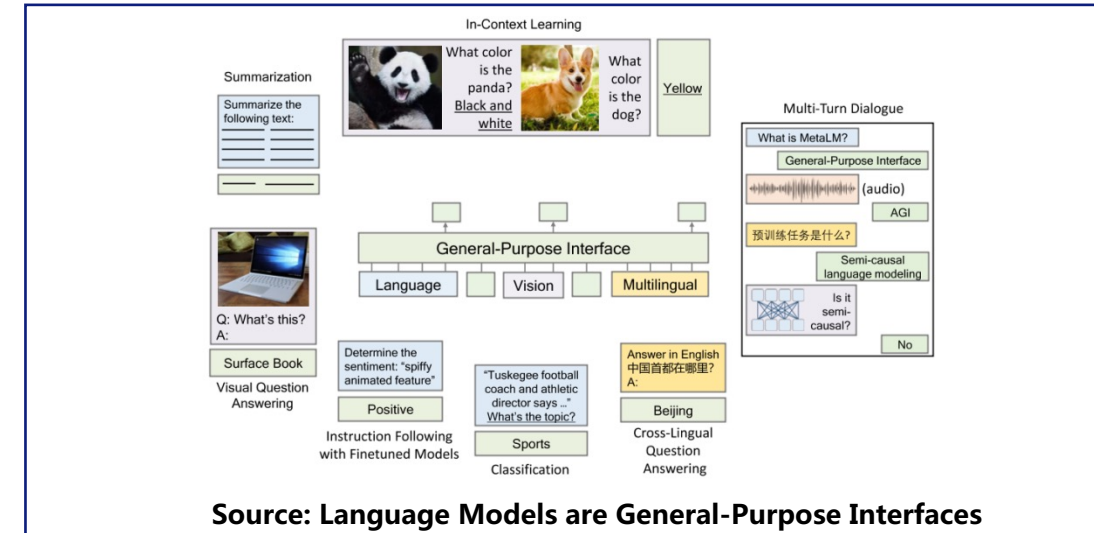 In-Context Learning
What color
is the
panda?
Black and
white
What
color
is the
dog?
Yellow
Summarization
Summarize the
following text:
Multi-Turn Dialogue
What is MetaLM?
General-Purpose Interface
(audio)
AGI
预训练任务是什么?
Semi-causal
language modeling
Is it
semi-
causal?
No
General-Purpose Interface
Language
Vision
Multilingual
Q: What's this?
A:
Surface Book
Visual Question
Answering
Determine the
sentiment: “spiffy
animated feature”
Positive
Instruction Following
with Finetuned Models
“Tuskegee football
coach and athletic
director says ...”
What's the topic?
Sports
Classification
Answer in English
中国首都在哪里?
A:
Beijing
Cross-Lingual
Question
Answering
Source: Language Models are General-Purpose Interfaces